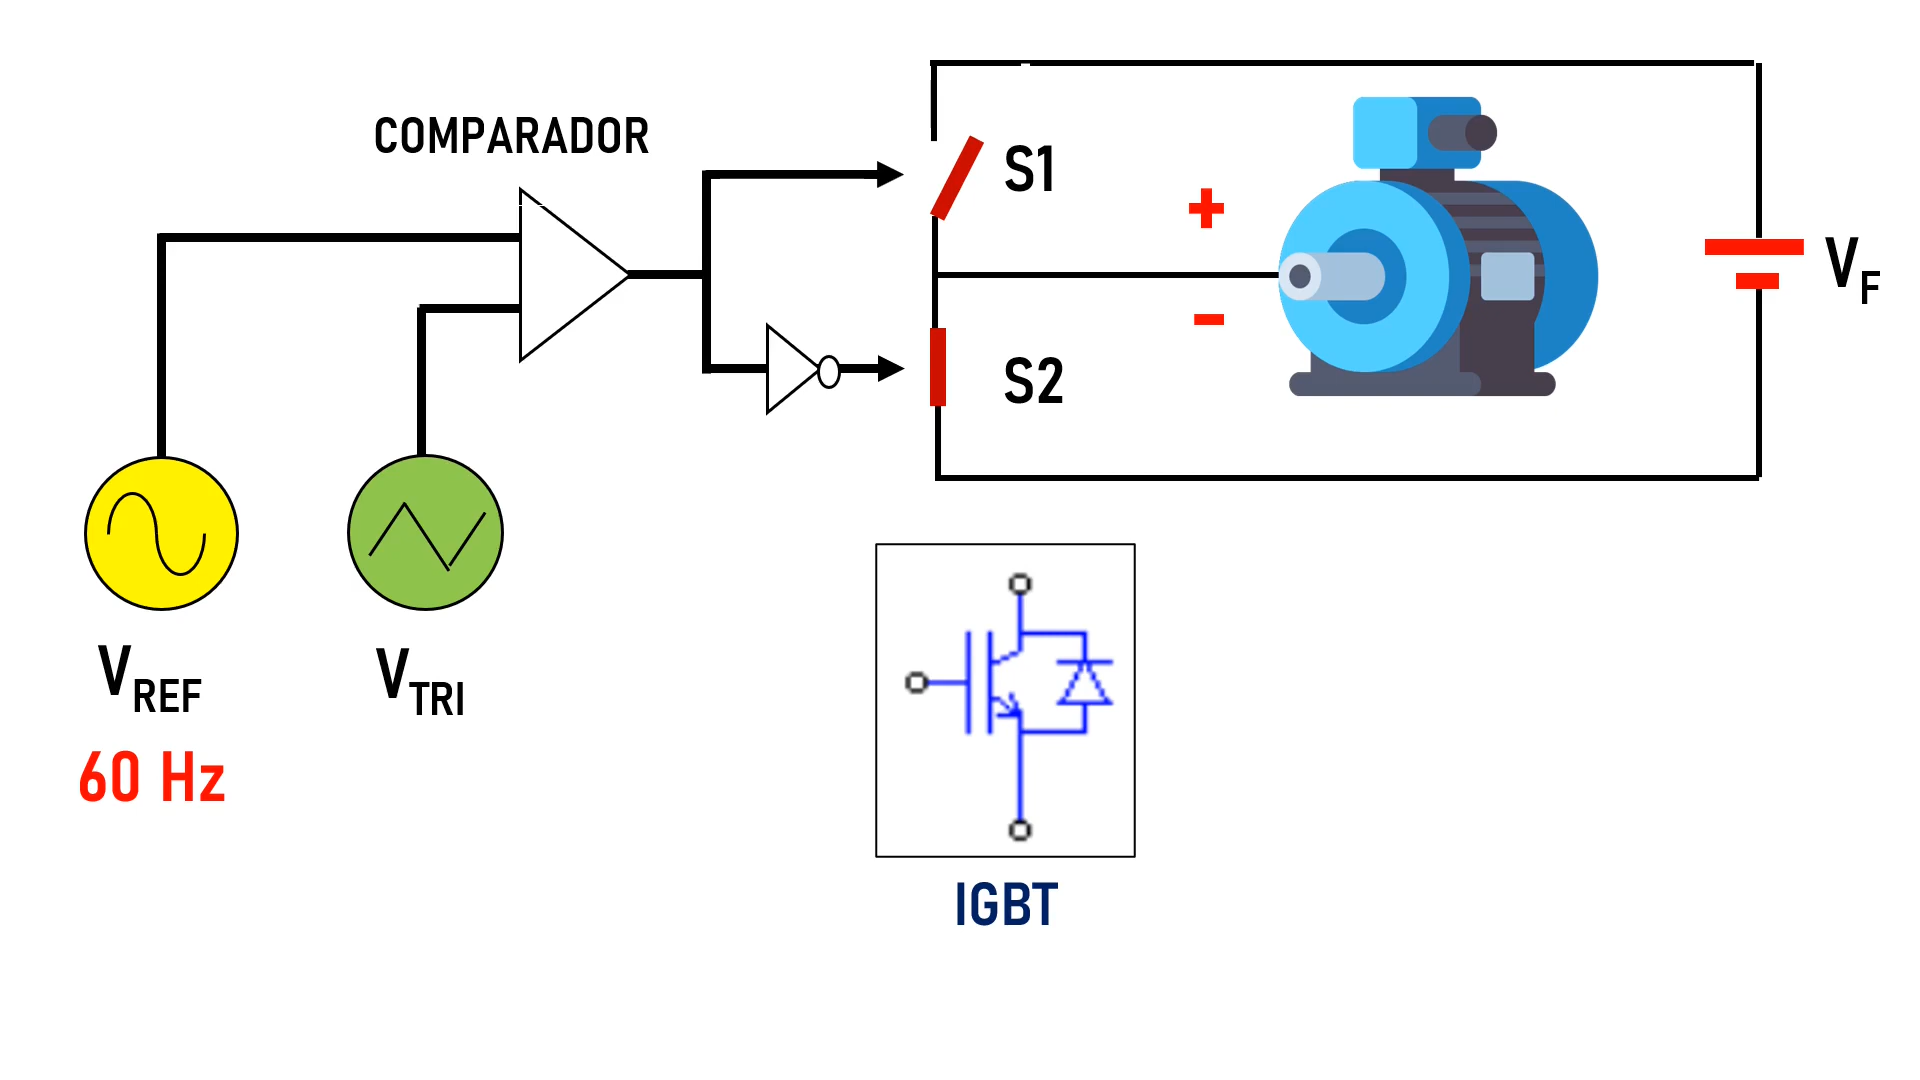 COMPARADOR
S1
+
-
S2
VF
VREF
VTRI
60 Hz
IGBT